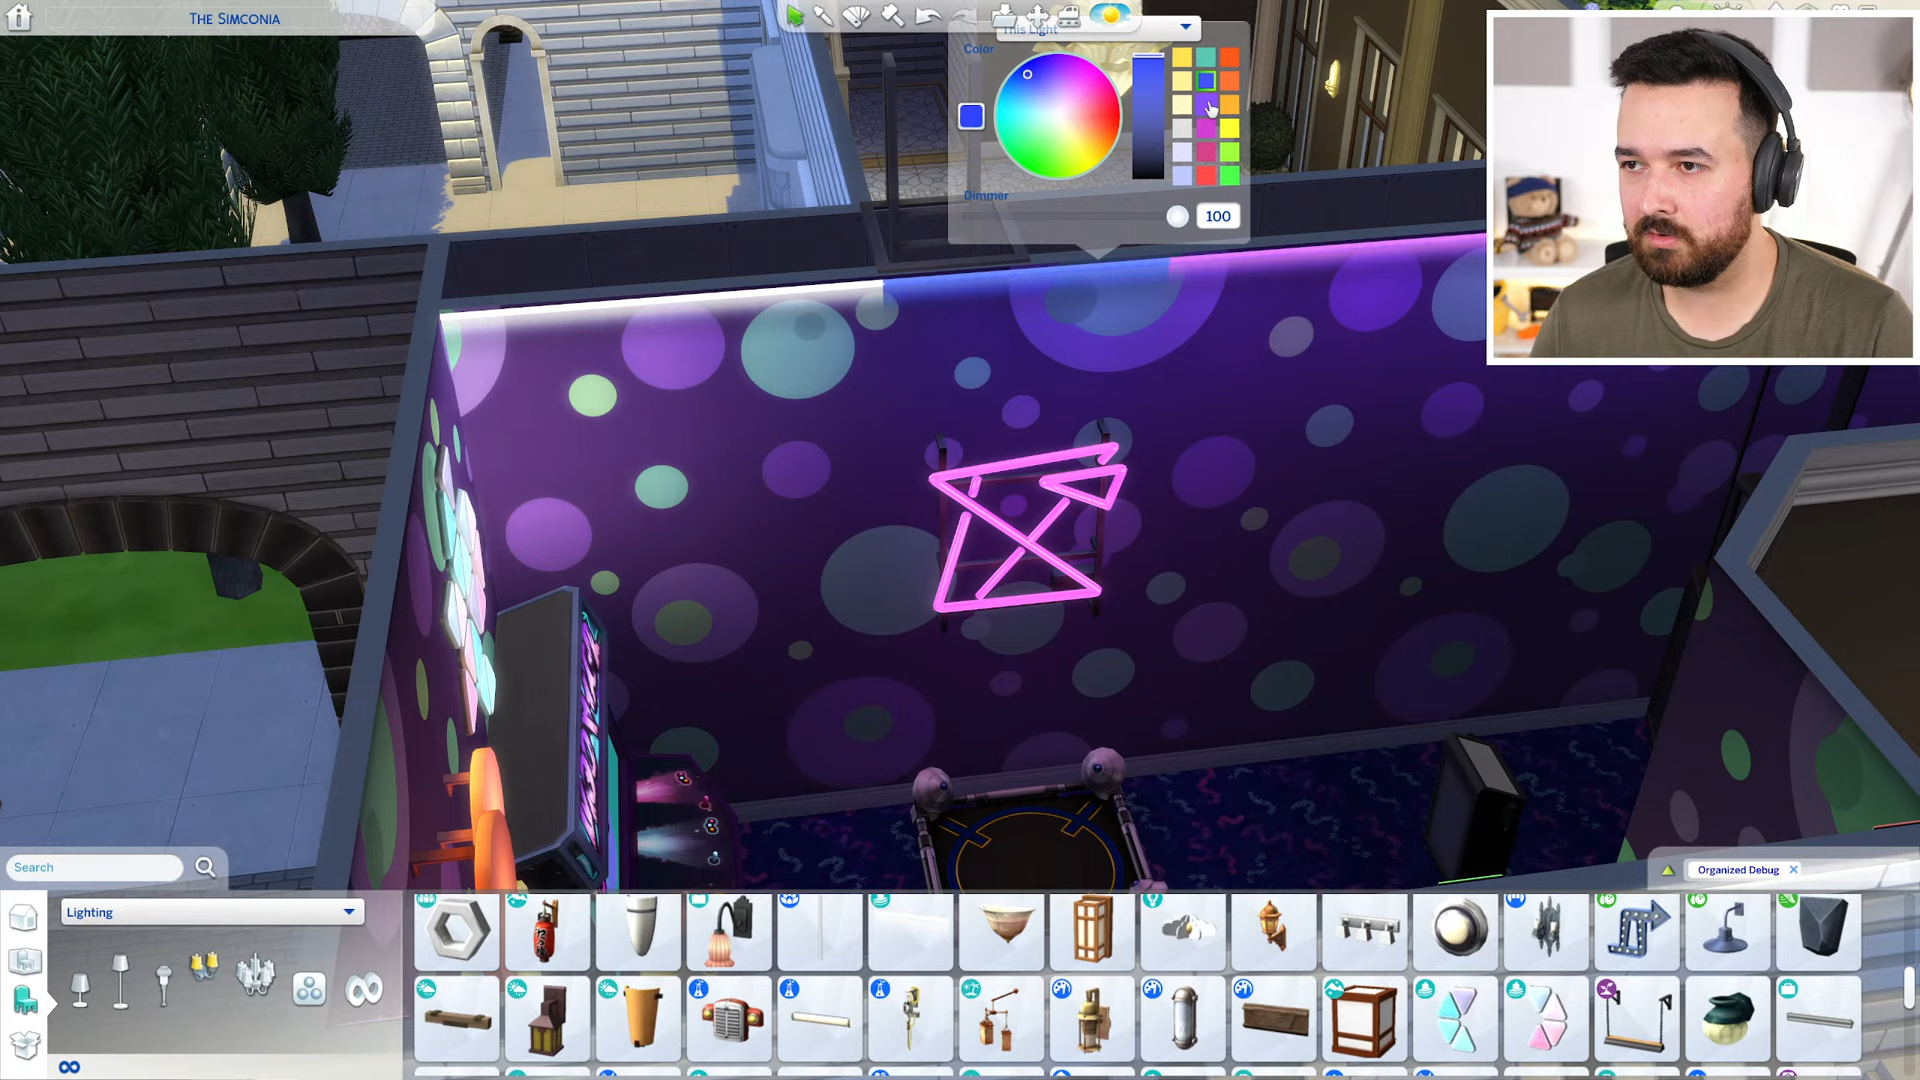 THE SIMCONIA
This Light
Color
Dimmer
100
Search
Organized Debug
Lighting